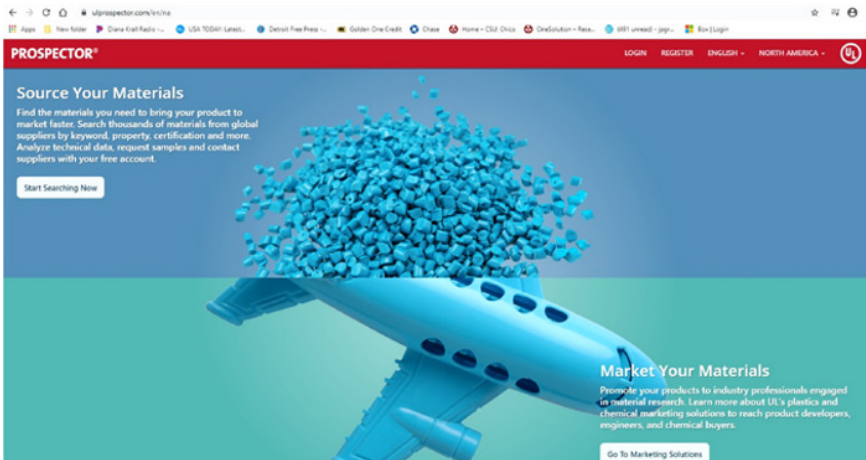 ulprospector.com/en/na
Apps New folder Diana Krall Radio -... USA TODAY: Latest... Detroit Free Press -... Golden One Credit Chase Home - CSU, Chico OneSolution - Rese... Box | Login
PROSPECTOR®
LOGIN REGISTER ENGLISH NORTH AMERICA UL
Source Your Materials
Find the materials you need to bring your product to
market faster. Search thousands of materials from global
suppliers by keyword, property, certification and more.
Analyze technical data, request samples and contact
suppliers with your free account.
Start Searching Now
Market Your Materials
Promote your products to industry professionals engaged
in material research. Learn more about UL's plastics and
chemical marketing solutions to reach product developers,
engineers, and chemical buyers.
Go To Marketing Solutions